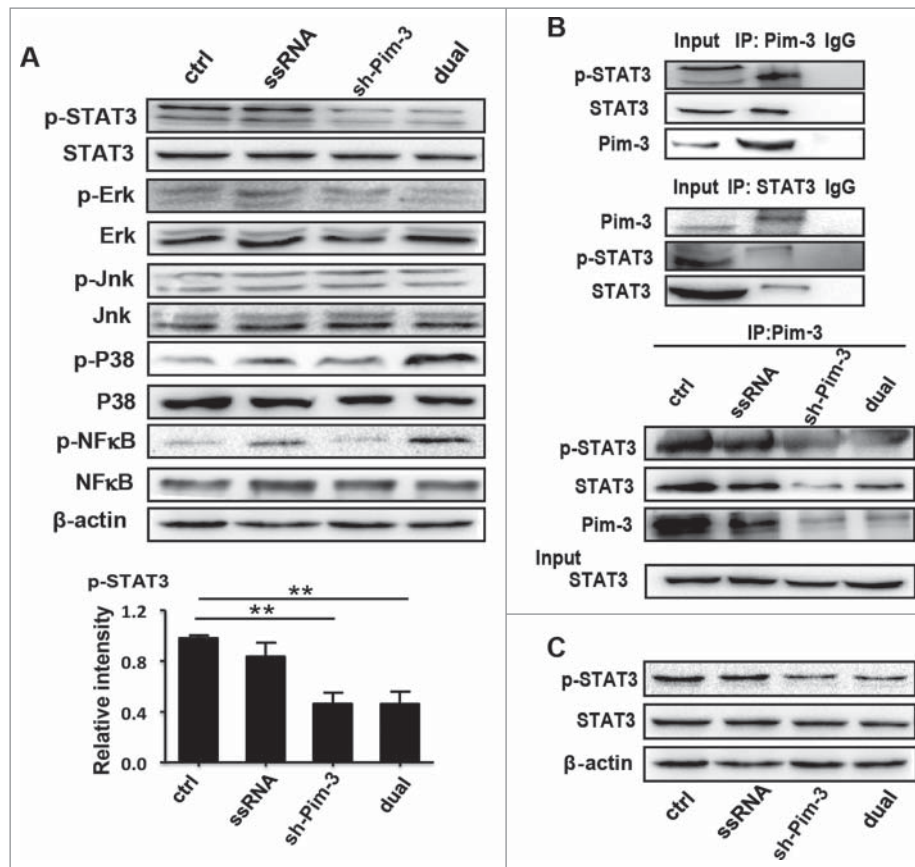 A
ctrl ssRNA sh-Pim-3 dual
p-STAT3
STAT3
p-Erk
Erk
p-Jnk
Jnk
p-P38
P38
p-NFκB
NFκB
β-actin
p-STAT3
**
**
Relative intensity
1.2
0.8
0.4
0.0
ctrl ssRNA sh-Pim-3 dual
B
Input IP: Pim-3 IgG
p-STAT3
STAT3
Pim-3
Input IP: STAT3 IgG
Pim-3
p-STAT3
STAT3
IP:Pim-3
ctrl ssRNA sh-Pim-3 dual
p-STAT3
STAT3
Pim-3
Input
STAT3
C
p-STAT3
STAT3
β-actin
ctrl ssRNA sh-Pim-3 dual